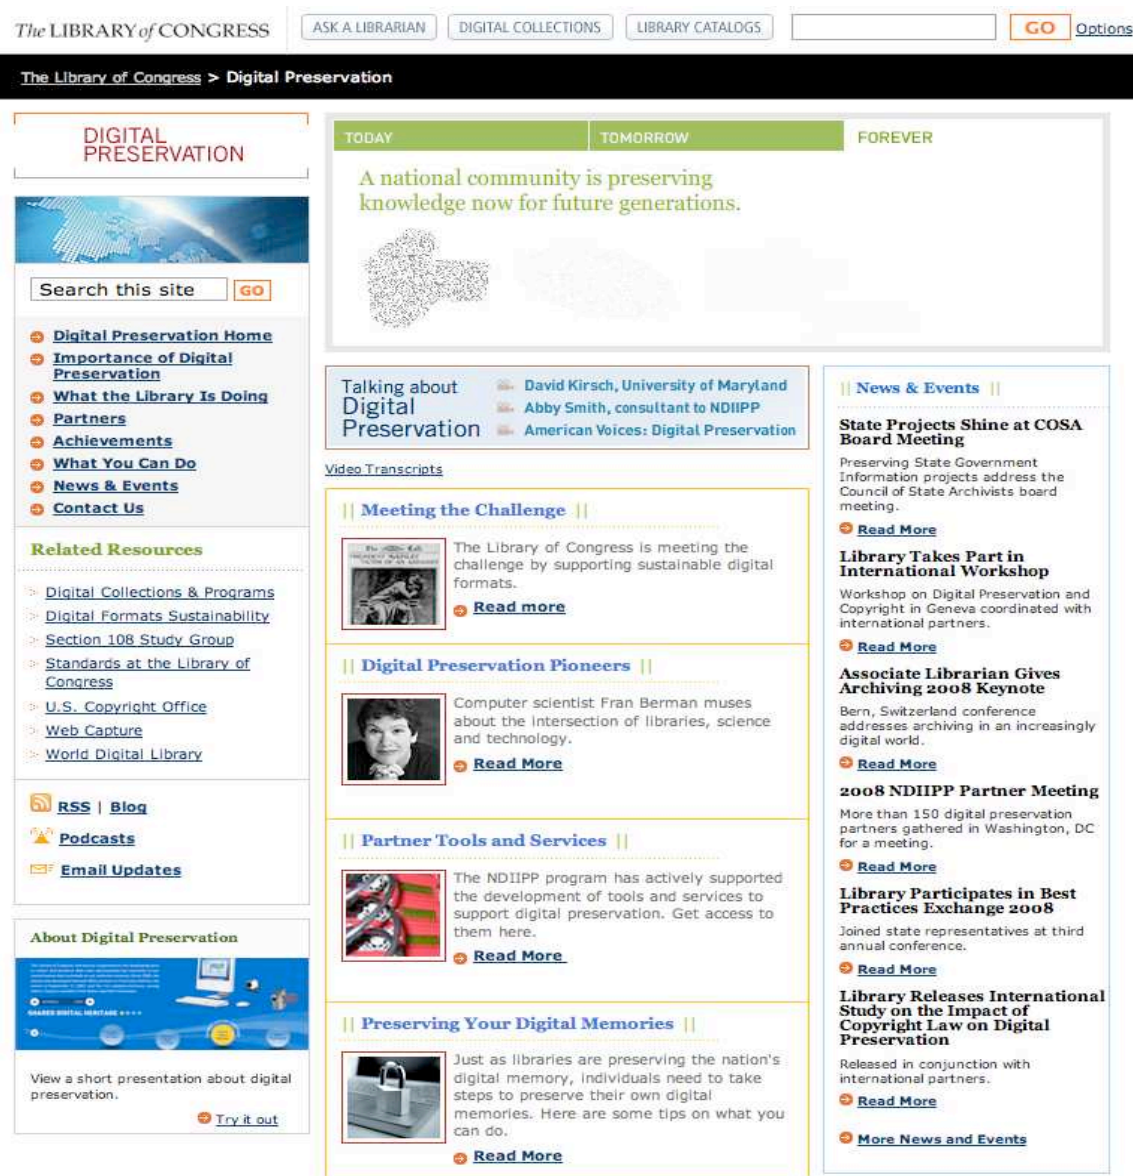 The LIBRARY of CONGRESS
ASK A LIBRARIAN
DIGITAL COLLECTIONS
LIBRARY CATALOGS
GO
Options
The Library of Congress > Digital Preservation
DIGITAL
PRESERVATION
Search this site
GO
Digital Preservation Home
Importance of Digital
Preservation
What the Library Is Doing
Partners
Achievements
What You Can Do
News & Events
Contact Us
Related Resources
Digital Collections & Programs
Digital Formats Sustainability
Section 108 Study Group
Standards at the Library of
Congress
U.S. Copyright Office
Web Capture
World Digital Library
RSS | Blog
Podcasts
Email Updates
About Digital Preservation
SHARED DIGITAL HERITAGE
View a short presentation about digital
preservation.
Try it out
TODAY
TOMORROW
FOREVER
A national community is preserving
knowledge now for future generations.
Talking about
Digital
Preservation
David Kirsch, University of Maryland
Abby Smith, consultant to NDIIPP
American Voices: Digital Preservation
Video Transcripts
|| Meeting the Challenge ||
The Library of Congress is meeting the
challenge by supporting sustainable digital
formats.
Read more
|| Digital Preservation Pioneers ||
Computer scientist Fran Berman muses
about the intersection of libraries, science
and technology.
Read More
|| Partner Tools and Services ||
The NDIIPP program has actively supported
the development of tools and services to
support digital preservation. Get access to
them here.
Read More
|| Preserving Your Digital Memories ||
Just as libraries are preserving the nation's
digital memory, individuals need to take
steps to preserve their own digital
memories. Here are some tips on what you
can do.
Read More
|| News & Events ||
State Projects Shine at COSA
Board Meeting
Preserving State Government
Information projects address the
Council of State Archivists board
meeting.
Read More
Library Takes Part in
International Workshop
Workshop on Digital Preservation and
Copyright in Geneva coordinated with
international partners.
Read More
Associate Librarian Gives
Archiving 2008 Keynote
Bern, Switzerland conference
addresses archiving in an increasingly
digital world.
Read More
2008 NDIIPP Partner Meeting
More than 150 digital preservation
partners gathered in Washington, DC
for a meeting.
Read More
Library Participates in Best
Practices Exchange 2008
Joined state representatives at third
annual conference.
Read More
Library Releases International
Study on the Impact of
Copyright Law on Digital
Preservation
Released in conjunction with
international partners.
Read More
More News and Events